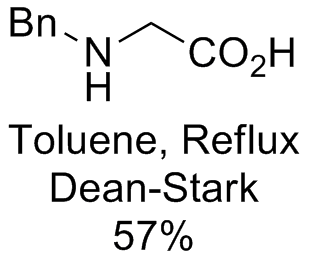 Bn
N
H
CO2H
Toluene, Reflux
Dean-Stark
57%